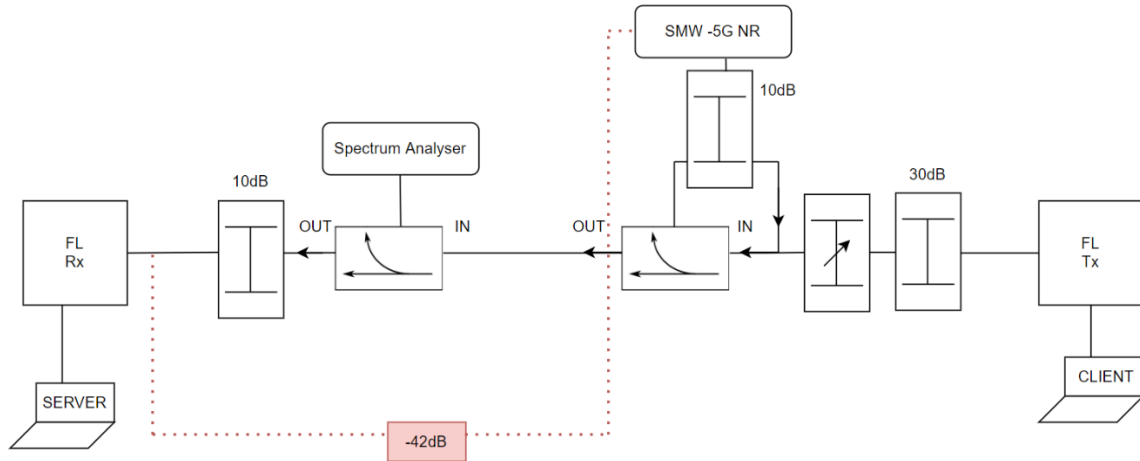 SMW -5G NR
10dB
Spectrum Analyser
10dB
30dB
OUT
IN
OUT
IN
FL
Rx
FL
Tx
SERVER
CLIENT
-42dB